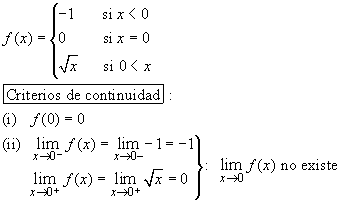 f(x) = { −1 si x < 0
0 si x = 0
√x si 0 < x
Criterios de continuidad :
(i) f(0) = 0
(ii) lim x→0− f(x) = lim x→0− −1 = −1
lim x→0+ f(x) = lim x→0+ √x = 0 } : lim x→0 f(x) no existe